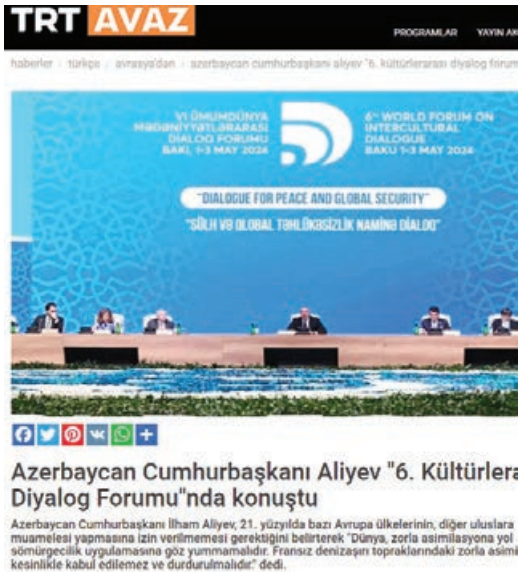 TRT AVAZ
PROGRAMLAR YAYIN AK
haberler türkçe avrasya'dan azerbaycan cumhurbaşkanı aliyev "6. kültürlerarası diyalog forum
VI ÜMUMDÜNYA
MƏDƏNİYYƏTLƏRARASI
DİALOQ FORUMU
BAKI, 1-3 MAY 2024
6TH WORLD FORUM ON
INTERCULTURAL
DIALOGUE
BAKU 1-3 MAY 2024
"DIALOGUE FOR PEACE AND GLOBAL SECURITY"
"SÜLH VƏ QLOBAL TƏHLÜKƏSİZLİK NAMİNƏ DİALOQ"
Azerbaycan Cumhurbaşkanı Aliyev "6. Kültürlera
Diyalog Forumu"nda konuştu
Azerbaycan Cumhurbaşkanı İlham Aliyev, 21. yüzyılda bazı Avrupa ülkelerinin, diğer uluslara
muamelesi yapmasına izin verilmemesi gerektiğini belirterek "Dünya, zorla asimilasyona yol
sömürgecilik uygulamasına göz yummamalıdır. Fransız denizaşırı topraklarındaki zorla asimi
kesinlikle kabul edilemez ve durdurulmalıdır." dedi.